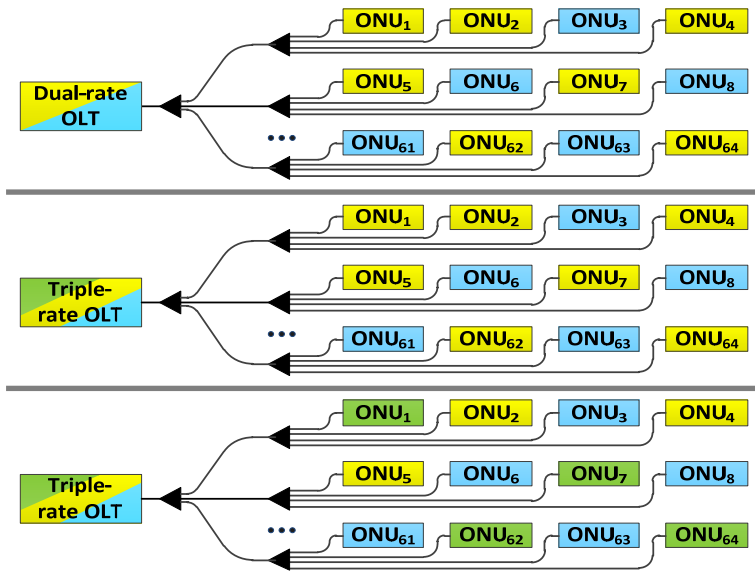 ONU₁ ONU₂ ONU₃ ONU₄
Dual-rate
OLT
ONU₅ ONU₆ ONU₇ ONU₈
•••
ONU₆₁ ONU₆₂ ONU₆₃ ONU₆₄
ONU₁ ONU₂ ONU₃ ONU₄
Triple-
rate OLT
ONU₅ ONU₆ ONU₇ ONU₈
•••
ONU₆₁ ONU₆₂ ONU₆₃ ONU₆₄
ONU₁ ONU₂ ONU₃ ONU₄
Triple-
rate OLT
ONU₅ ONU₆ ONU₇ ONU₈
•••
ONU₆₁ ONU₆₂ ONU₆₃ ONU₆₄